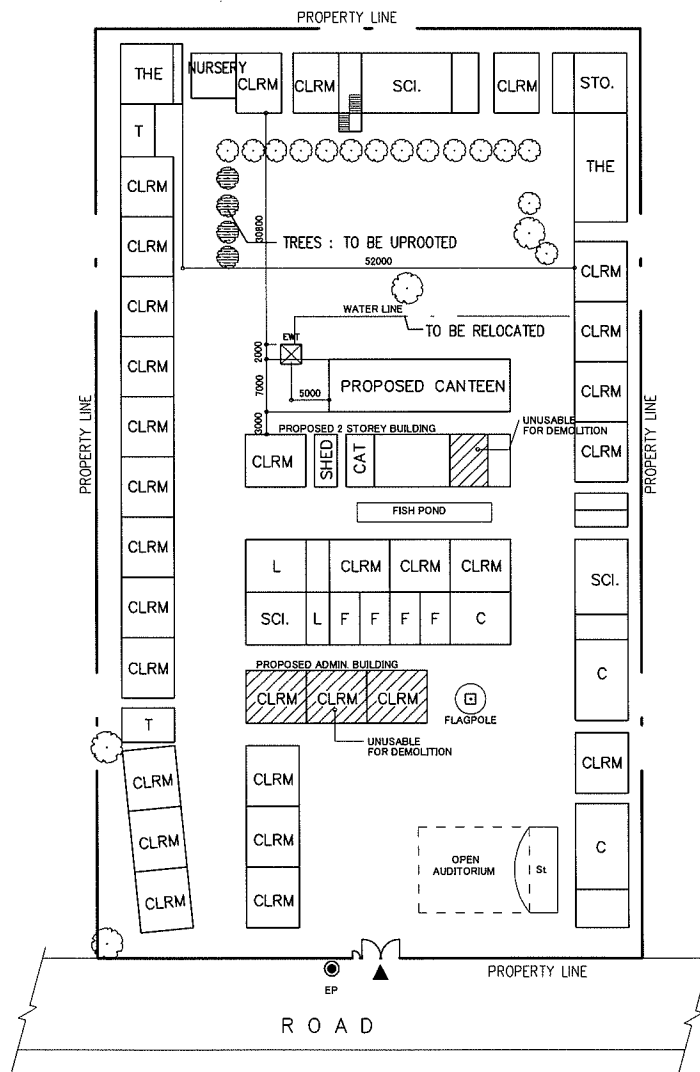 PROPERTY LINE
THE
NURSERY
CLRM
CLRM
SCI.
CLRM
STO.
T
THE
CLRM
CLRM
CLRM
CLRM
CLRM
CLRM
CLRM
CLRM
CLRM
30800
TREES : TO BE UPROOTED
52000
CLRM
WATER LINE
TO BE RELOCATED
CLRM
EWT
2000
7000
5000
PROPOSED CANTEEN
CLRM
3000
PROPOSED 2 STOREY BUILDING
UNUSABLE
FOR DEMOLITION
CLRM
SHED
CAT
CLRM
PROPERTY LINE
PROPERTY LINE
FISH POND
L
CLRM
CLRM
CLRM
SCI.
SCI.
L
F
F
F
F
C
PROPOSED ADMIN. BUILDING
CLRM
CLRM
CLRM
FLAGPOLE
C
T
UNUSABLE
FOR DEMOLITION
CLRM
CLRM
CLRM
CLRM
CLRM
CLRM
CLRM
OPEN
AUDITORIUM
St
C
PROPERTY LINE
EP
ROAD